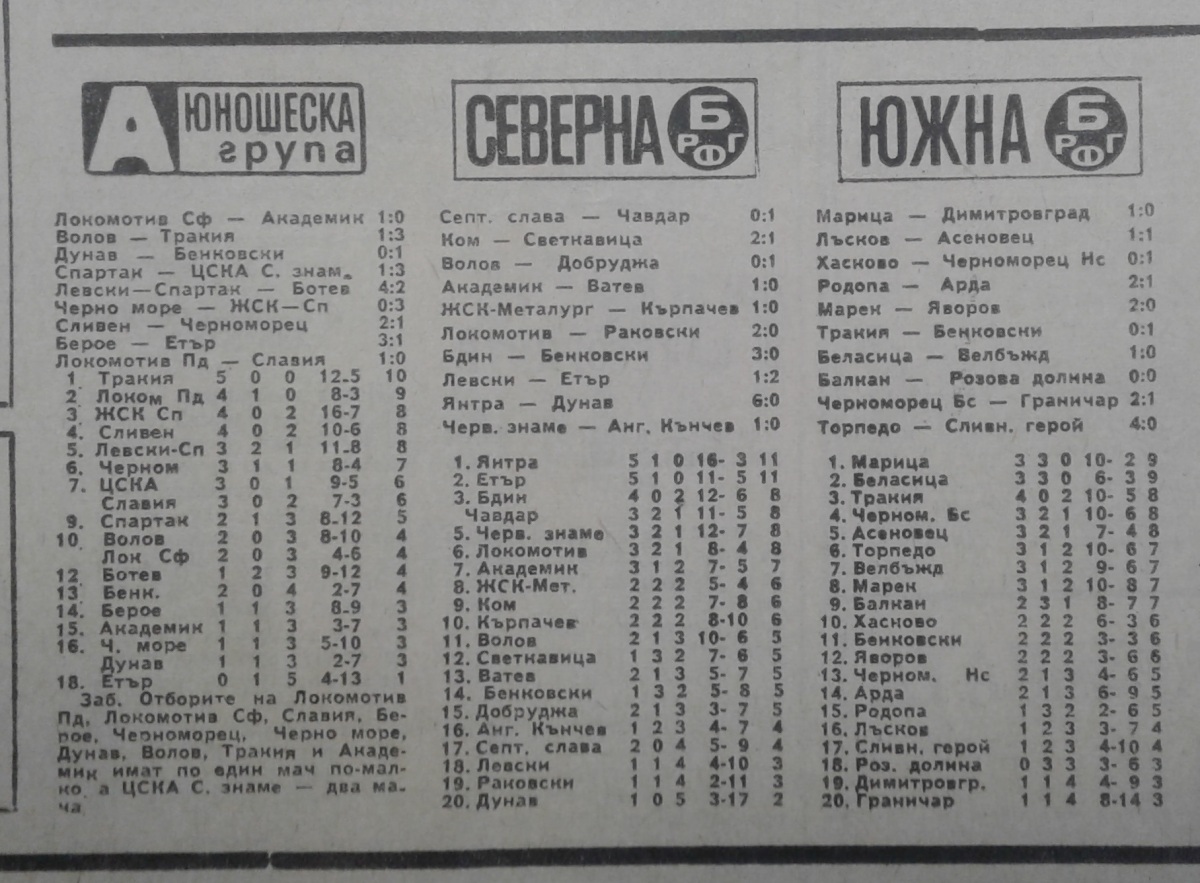 А ЮНОШЕСКА
група
Локомотив Сф — Академик 1:0
Волов — Тракия 1:3
Дунав — Бенковски 0:1
Спартак — ЦСКА С. знам. 1:3
Левски—Спартак — Ботев 4:2
Черно море — ЖСК—Сп 0:3
Сливен — Черноморец 2:1
Берое — Етър 3:1
Локомотив Пд — Славия 1:0
1. Тракия 5 0 0 12-5 10
2. Локом Пд 4 1 0 8-3 9
3. ЖСК Сп 4 0 2 16-7 8
4. Сливен 4 0 2 10-6 8
5. Левски-Сп 3 2 1 11-8 8
6. Черном 3 1 1 8-4 7
7. ЦСКА 3 0 1 9-5 6
Славия 3 0 2 7-3 6
9. Спартак 2 1 3 8-12 5
10. Волов 2 0 3 8-10 4
Лок Сф 2 0 3 4-6 4
12. Ботев 1 2 3 9-12 4
13. Бенк. 2 0 4 2-7 4
14. Берое 1 1 3 8-9 3
15. Академик 1 1 3 3-7 3
16. Ч. море 1 1 3 5-10 3
Дунав 1 1 3 2-7 3
18. Етър 0 1 5 4-13 1
Заб. Отборите на Локомотив
Пд, Локомотив Сф, Славия, Бе-
рое, Черноморец, Черно море,
Дунав, Волов, Тракия и Акаде-
мик имат по един мач по-мал-
ко, а ЦСКА С. знаме — два ма-
ча
СЕВЕРНА Б РФГ
Септ. слава — Чавдар 0:1
Ком — Светкавица 2:1
Волов — Добруджа 0:1
Академик — Ватев 1:0
ЖСК-Металург — Кърпачев 1:0
Локомотив — Раковски 2:0
Бдин — Бенковски 3:0
Левски — Етър 1:2
Янтра — Дунав 6:0
Черв. знаме — Анг. Кънчев 1:0
1. Янтра 5 1 0 16- 3 11
2. Етър 5 1 0 11- 5 11
3. Бдин 4 0 2 12- 6 8
Чавдар 3 2 1 11- 5 8
5. Черв. знаме 3 2 1 12- 7 8
6. Локомотив 3 2 1 8- 4 8
7. Академик 3 1 2 7- 5 7
8. ЖСК-Мет. 2 2 2 5- 4 6
9. Ком 2 2 2 7- 8 6
10. Кърпачев 2 2 2 8-10 6
11. Волов 2 1 3 10- 6 5
12. Светкавица 1 3 2 7- 6 5
13. Ватев 2 1 3 5- 7 5
14. Бенковски 1 3 2 5- 8 5
15. Добруджа 2 1 3 3- 7 5
16. Анг. Кънчев 1 2 3 4- 7 4
17. Септ. слава 2 0 4 5- 9 4
18. Левски 1 1 4 4-10 3
19. Раковски 1 1 4 2-11 3
20. Дунав 1 0 5 3-17 2
ЮЖНА Б РФГ
Марица — Димитровград 1:0
Лъсков — Асеновец 1:1
Хасково — Черноморец Нс 0:1
Родопа — Арда 2:1
Марек — Яворов 2:0
Тракия — Бенковски 0:1
Беласица — Велбъжд 1:0
Балкан — Розова долина 0:0
Черноморец Бс — Граничар 2:1
Торпедо — Сливн. герой 4:0
1. Марица 3 3 0 10- 2 9
2. Беласица 3 3 0 6- 3 9
3. Тракия 4 0 2 10- 5 8
4. Черном. Бс 3 2 1 10- 6 8
5. Асеновец 3 2 1 7- 4 8
6. Торпедо 3 1 2 10- 6 7
7. Велбъжд 3 1 2 9- 6 7
8. Марек 3 1 2 10- 8 7
9. Балкан 2 3 1 8- 7 7
10. Хасково 2 2 2 6- 3 6
11. Бенковски 2 2 2 3- 3 6
12. Яворов 2 2 2 3- 6 6
13. Черном. Нс 2 1 3 4- 6 5
14. Арда 2 1 3 6- 9 5
15. Родопа 1 3 2 2- 6 5
16. Лъсков 1 2 3 3- 7 4
17. Сливн. герой 1 2 3 4-10 4
18. Роз. долина 0 3 3 3- 6 3
19. Димитровгр. 1 1 4 4- 9 3
20. Граничар 1 1 4 8-14 3